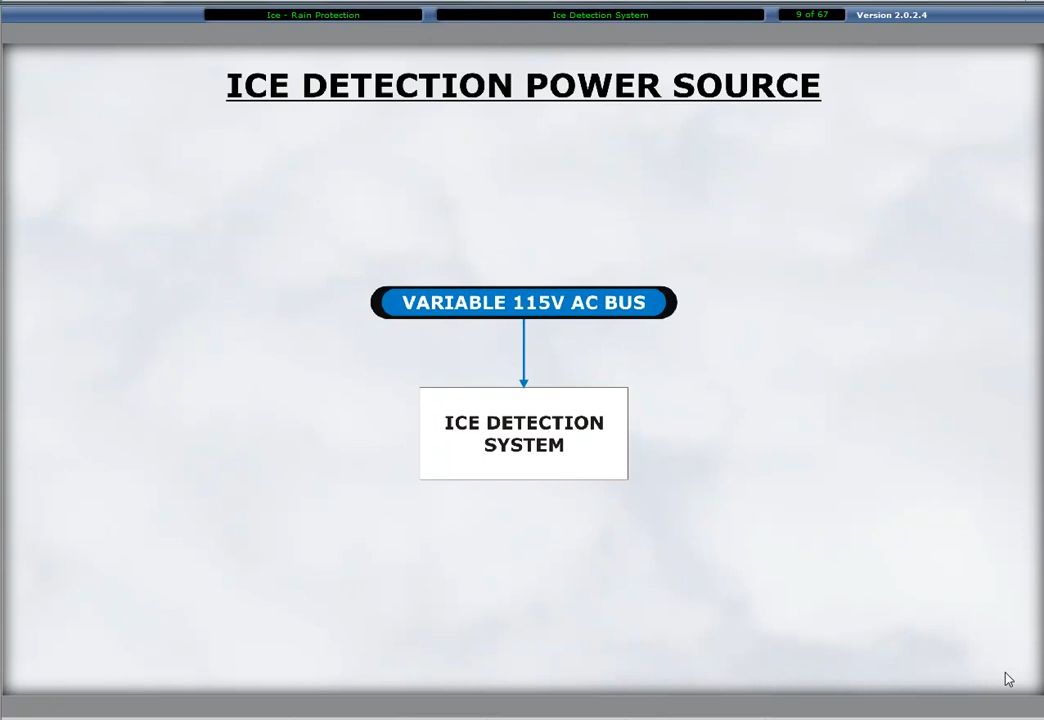 Ice - Rain Protection
Ice Detection System
9 of 67
Version 2.0.2.4
ICE DETECTION POWER SOURCE
VARIABLE 115V AC BUS
ICE DETECTION
SYSTEM